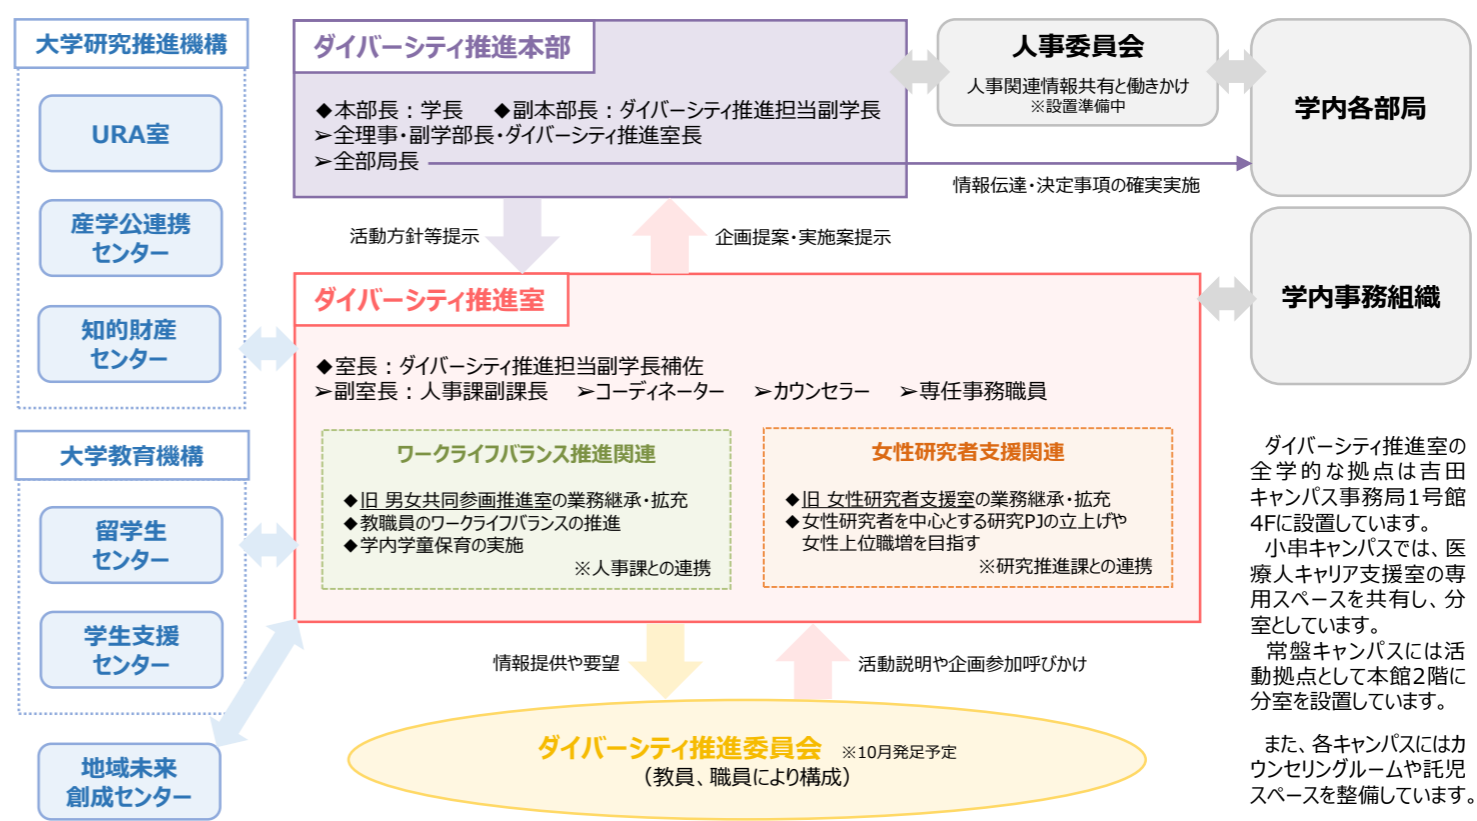 大学研究推進機構
URA室
産学公連携
センター
知的財産
センター
大学教育機構
留学生
センター
学生支援
センター
地域未来
創成センター
ダイバーシティ推進本部
◆本部長：学長　◆副本部長：ダイバーシティ推進担当副学長
➢全理事・副学部長・ダイバーシティ推進室長
➢全部局長
人事委員会
人事関連情報共有と働きかけ
※設置準備中
学内各部局
情報伝達・決定事項の確実実施
活動方針等提示
企画提案・実施案提示
学内事務組織
ダイバーシティ推進室
◆室長：ダイバーシティ推進担当副学長補佐
➢副室長：人事課副課長　➢コーディネーター　➢カウンセラー　➢専任事務職員
ワークライフバランス推進関連
◆旧 男女共同参画推進室の業務継承・拡充
◆教職員のワークライフバランスの推進
◆学内学童保育の実施
※人事課との連携
女性研究者支援関連
◆旧 女性研究者支援室の業務継承・拡充
◆女性研究者を中心とする研究PJの立上げや
女性上位職増を目指す
※研究推進課との連携
情報提供や要望
活動説明や企画参加呼びかけ
ダイバーシティ推進委員会 ※10月発足予定
（教員、職員により構成）
ダイバーシティ推進室の
全学的な拠点は吉田
キャンパス事務局1号館
4Fに設置しています。
小串キャンパスでは、医
療人キャリア支援室の専
用スペースを共有し、分
室としています。
常盤キャンパスには活
動拠点として本館2階に
分室を設置しています。
また、各キャンパスにはカ
ウンセリングルームや託児
スペースを整備しています。